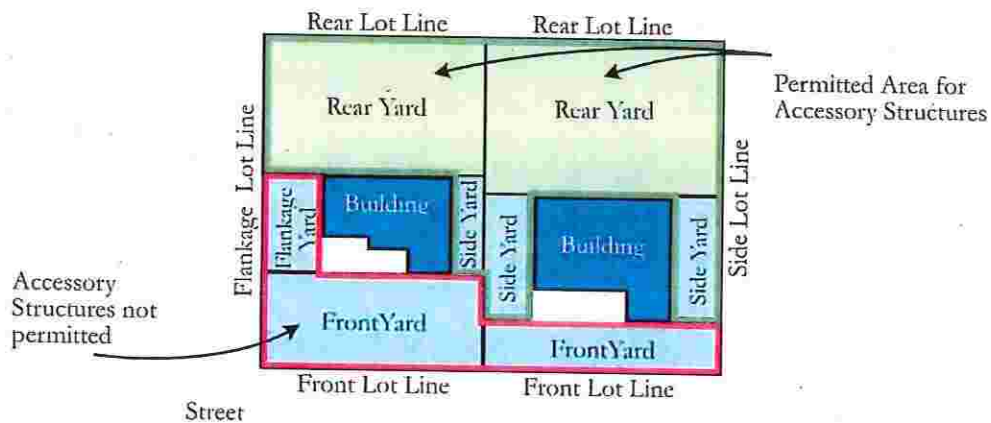 Rear Lot Line
Rear Lot Line
Permitted Area for
Accessory Structures
Rear Yard
Rear Yard
Flankage Lot Line
Flankage
Yard
Building
Side Yard
Side Yard
Building
Side Yard
Side Lot Line
Accessory
Structures not
permitted
FrontYard
FrontYard
Front Lot Line
Front Lot Line
Street